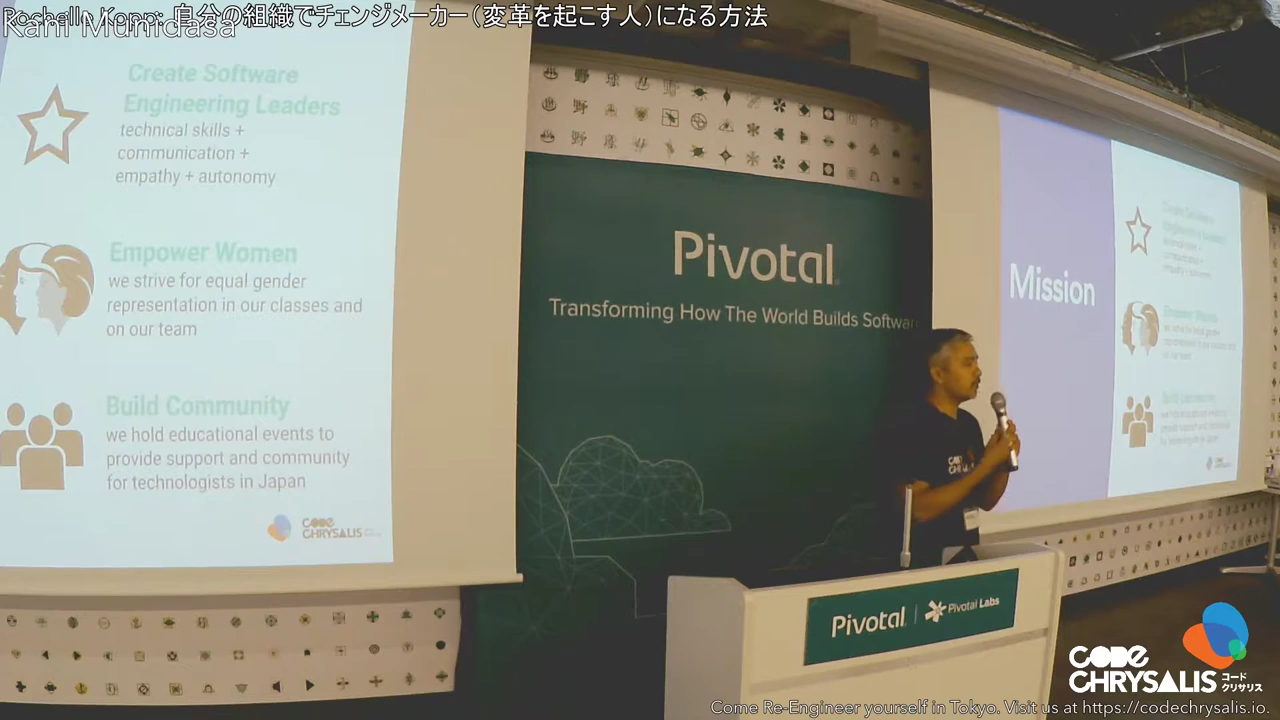 Rochelle Kopp: 自分の組織でチェンジメーカー（変革を起こす人）になる方法
Kani Munidasa
Create Software
Engineering Leaders
technical skills +
communication +
empathy + autonomy
Empower Women
we strive for equal gender
representation in our classes and
on our team
Build Community
we hold educational events to
provide support and community
for technologists in Japan
CODE
CHRYSALIS
Pivotal
Transforming How The World Builds Softwar
Mission
Empower Women
Build Community
Pivotal
Pivotal Labs
CODE
CHRYSALIS
コード
クリサリス
Come Re-Engineer yourself in Tokyo. Visit us at https://codechrysalis.io.